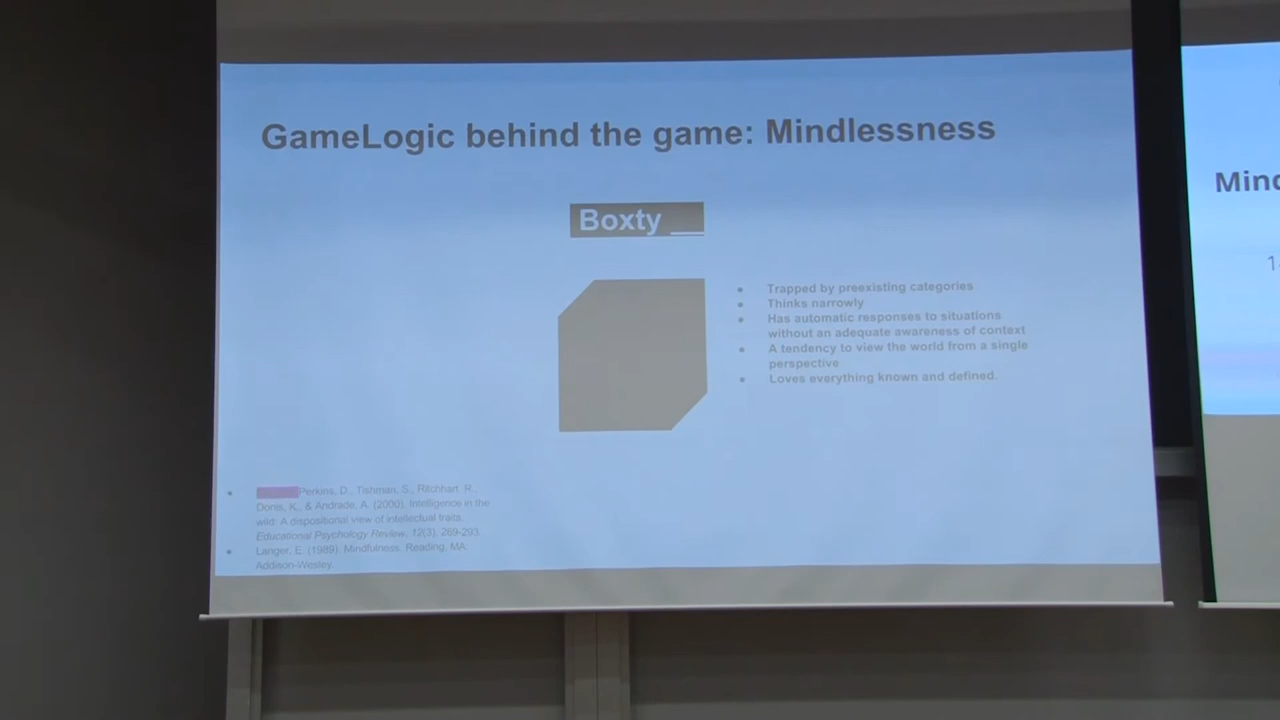 GameLogic behind the game: Mindlessness
Boxty __
• Trapped by preexisting categories
• Thinks narrowly
• Has automatic responses to situations
without an adequate awareness of context
• A tendency to view the world from a single
perspective
• Loves everything known and defined.
• Perkins, D., Tishman, S., Ritchhart, R.,
Donis, K., & Andrade, A. (2000). Intelligence in the
wild: A dispositional view of intellectual traits.
Educational Psychology Review, 12(3), 269-293.
• Langer, E. (1989). Mindfulness. Reading, MA:
Addison-Wesley.
Mind
1